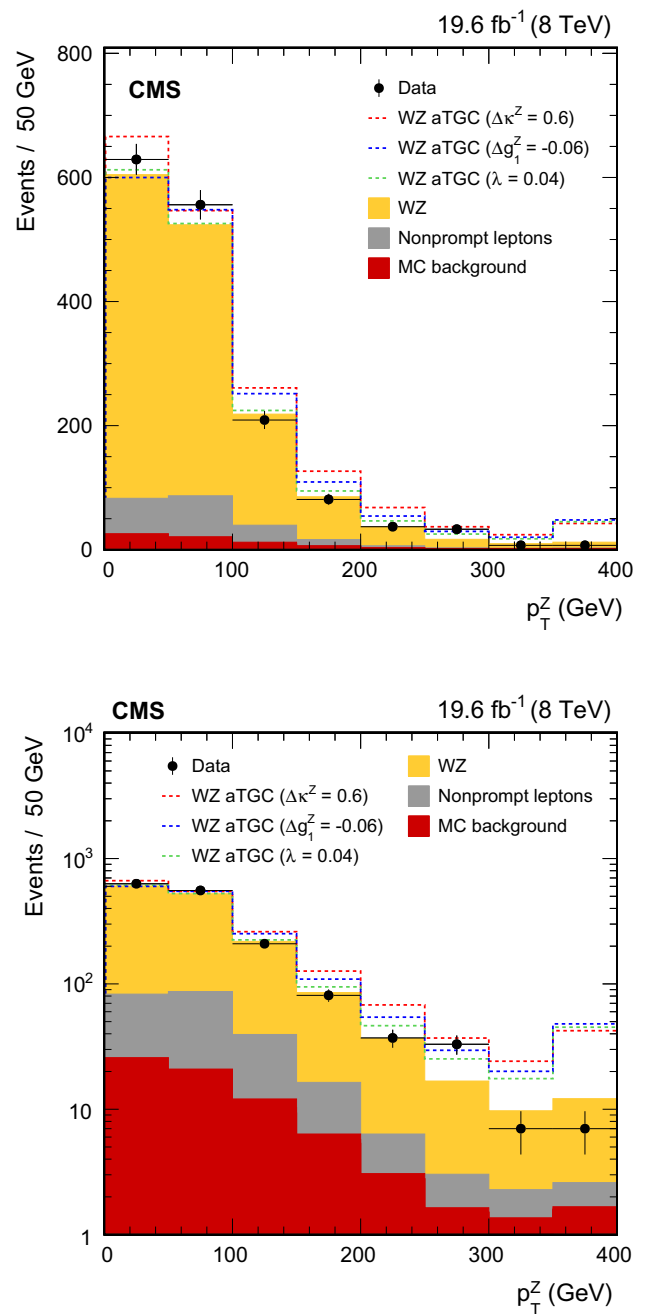 19.6 fb⁻¹ (8 TeV)
CMS
Events / 50 GeV
800
600
400
200
0
Data
WZ aTGC (Δκ^Z = 0.6)
WZ aTGC (Δg₁^Z = -0.06)
WZ aTGC (λ = 0.04)
WZ
Nonprompt leptons
MC background
0 100 200 300 400
p_T^Z (GeV)
CMS
19.6 fb⁻¹ (8 TeV)
Events / 50 GeV
10⁴
10³
10²
10
1
Data
WZ aTGC (Δκ^Z = 0.6)
WZ aTGC (Δg₁^Z = -0.06)
WZ aTGC (λ = 0.04)
WZ
Nonprompt leptons
MC background
0 100 200 300 400
p_T^Z (GeV)